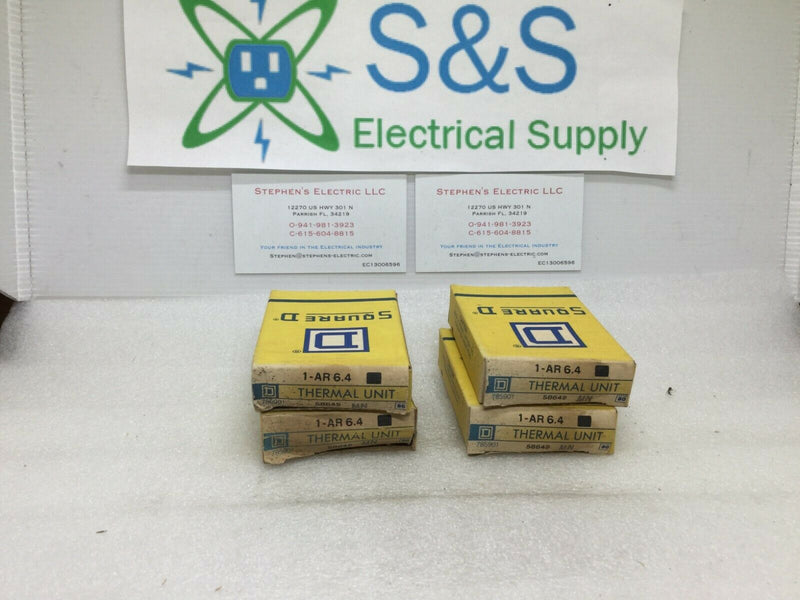 S&S
Electrical Supply
STEPHEN'S ELECTRIC LLC
12270 US HWY 301 N
PARRISH FL, 34219
O-941-981-3923
C-615-604-8815
YOUR FRIEND IN THE ELECTRICAL INDUSTRY
STEPHEN@STEPHENS-ELECTRIC.COM
EC13006596
STEPHEN'S ELECTRIC LLC
12270 US HWY 301 N
PARRISH FL, 34219
O-941-981-3923
C-615-604-8815
YOUR FRIEND IN THE ELECTRICAL INDUSTRY
STEPHEN@STEPHENS-ELECTRIC.COM
EC13006596
SQUARE D®
D®
1-AR 6.4
D THERMAL UNIT
1-AR 6.4
THERMAL UNIT
SQUARE D®
D®
1-AR 6.4
D THERMAL UNIT
785901 58649 MN
1-AR 6.4
D THERMAL UNIT
785901 58649 MN